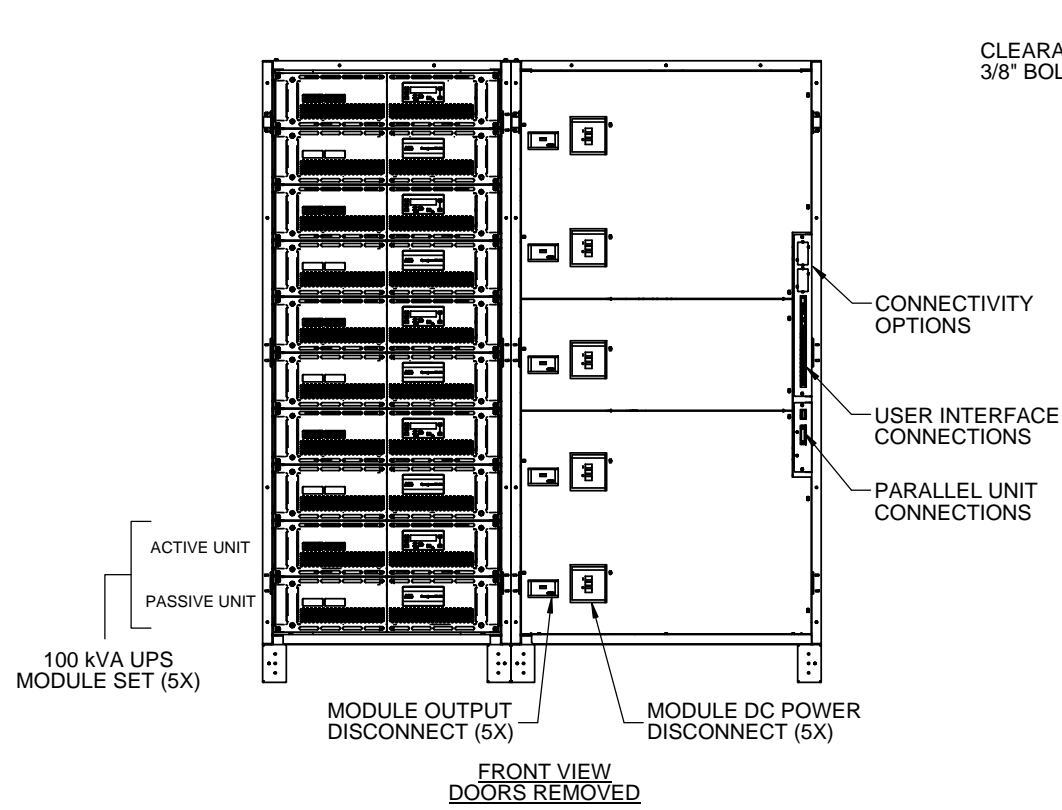 CLEARA
3/8" BOL
CONNECTIVITY
OPTIONS
USER INTERFACE
CONNECTIONS
PARALLEL UNIT
CONNECTIONS
ACTIVE UNIT
PASSIVE UNIT
100 kVA UPS
MODULE SET (5X)
MODULE OUTPUT
DISCONNECT (5X)
MODULE DC POWER
DISCONNECT (5X)
FRONT VIEW
DOORS REMOVED